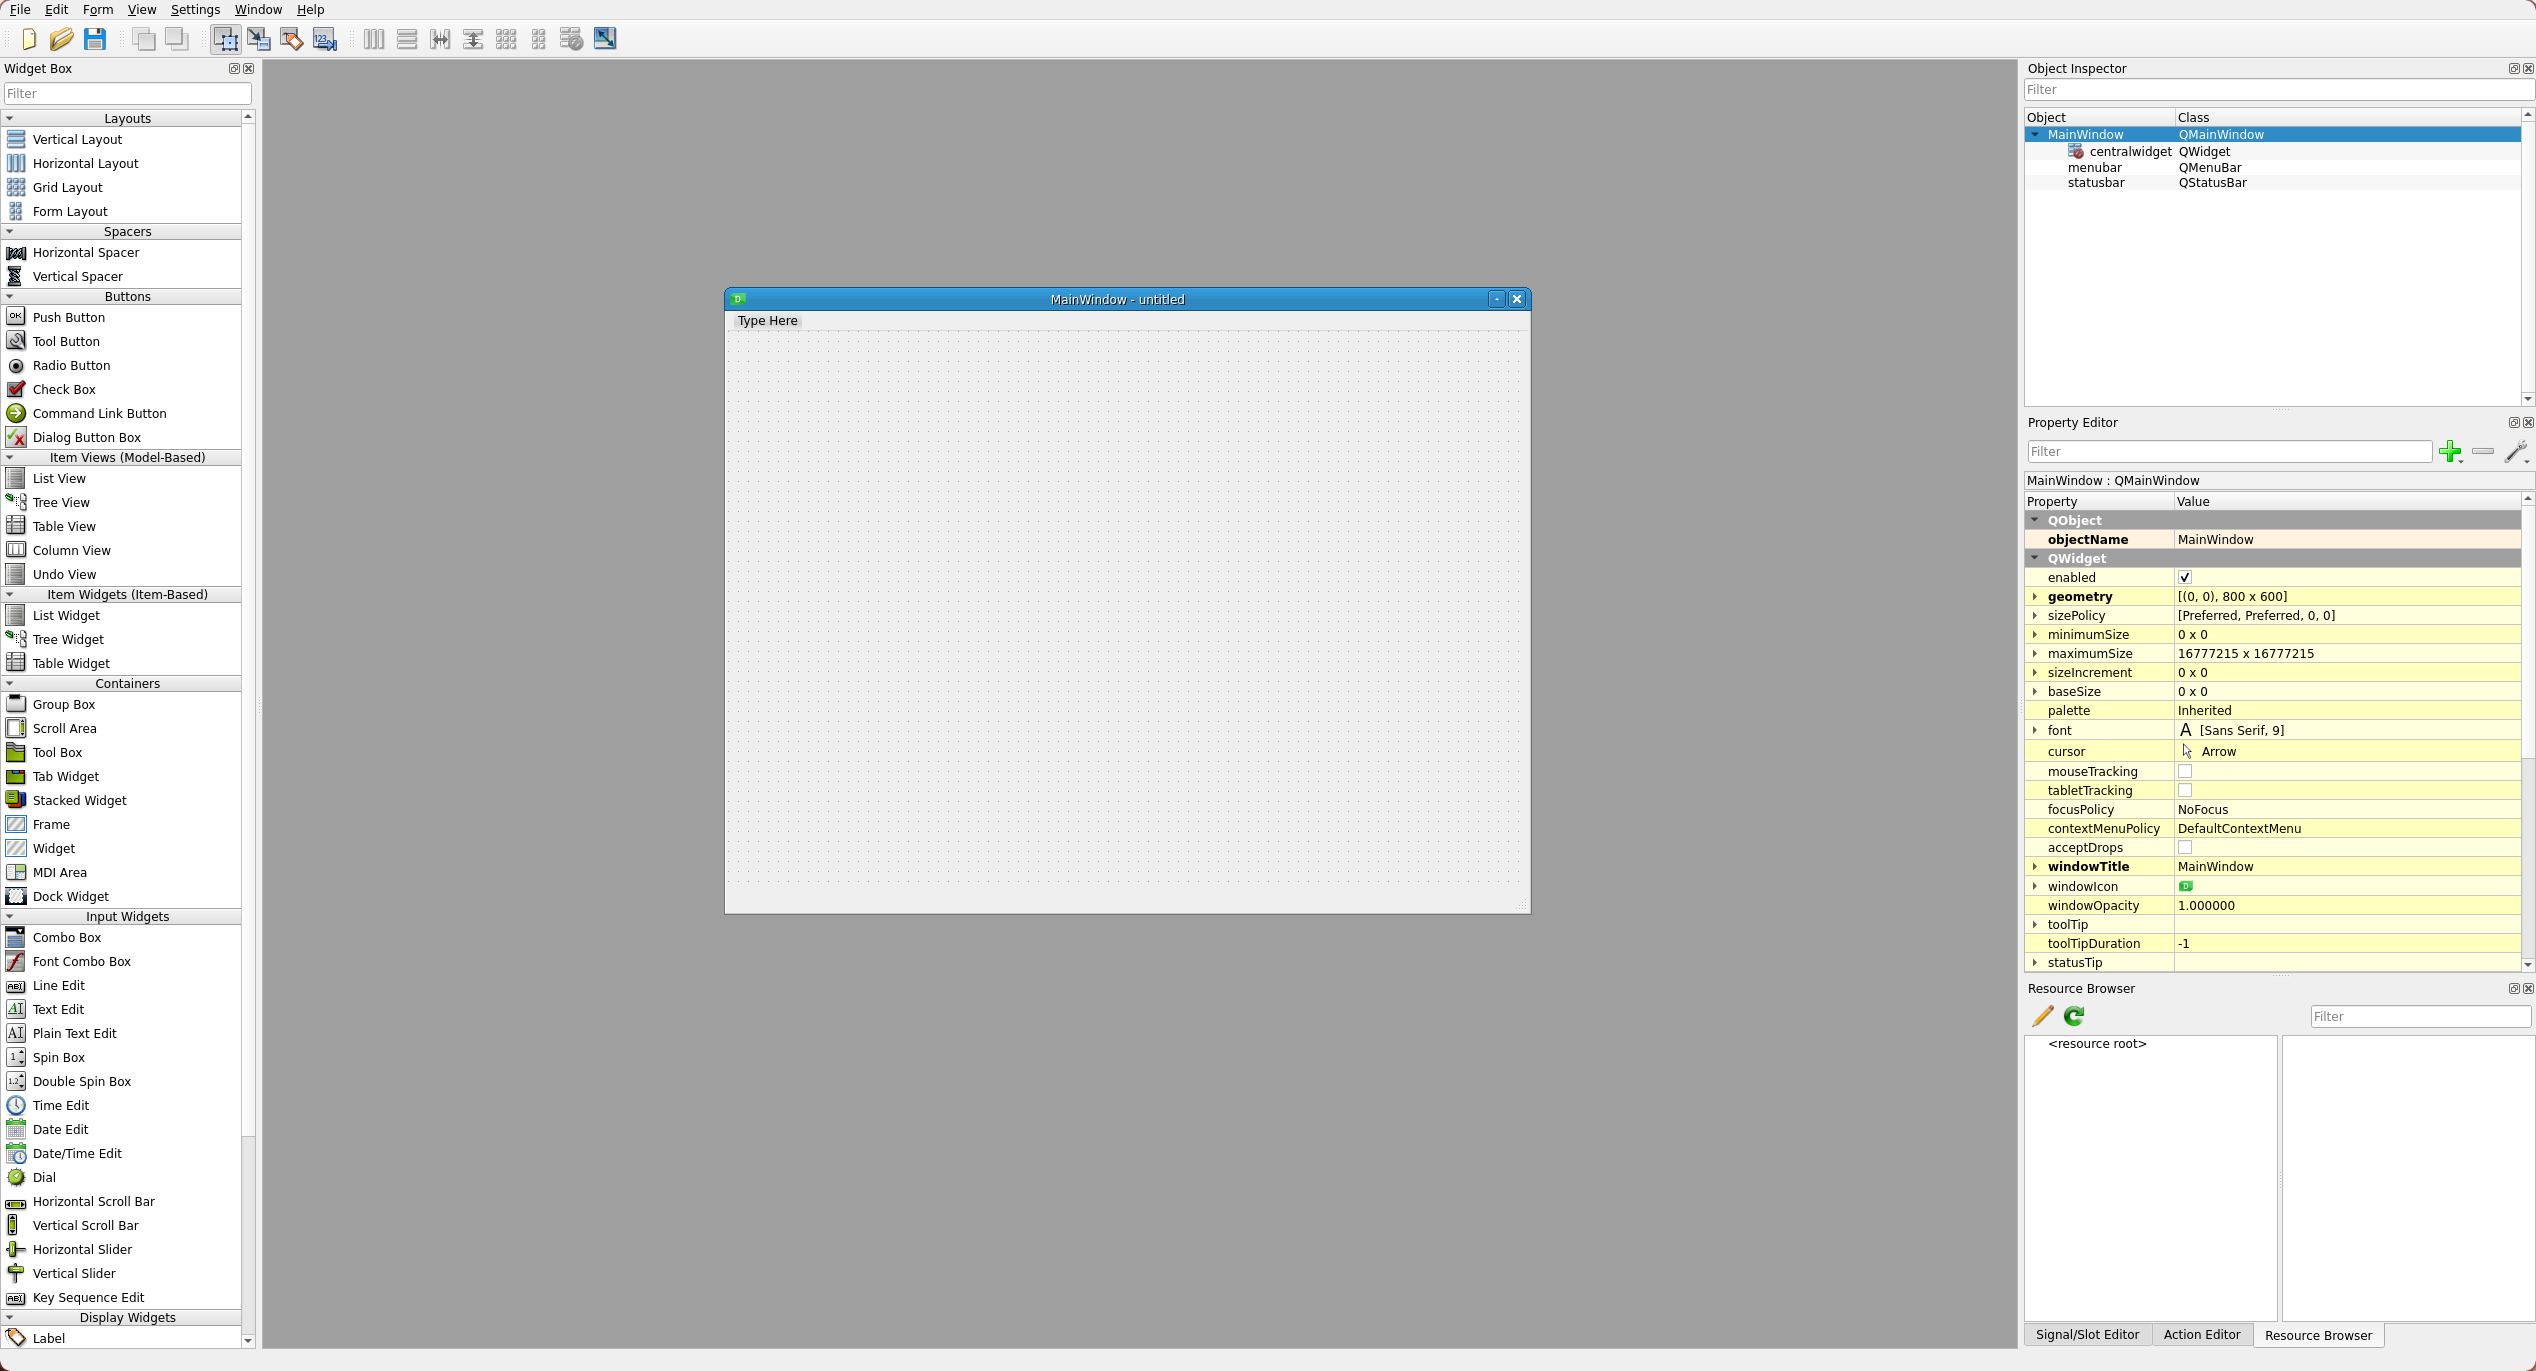 File Edit Form View Settings Window Help
Widget Box
Filter
Layouts
Vertical Layout
Horizontal Layout
Grid Layout
Form Layout
Spacers
Horizontal Spacer
Vertical Spacer
Buttons
Push Button
Tool Button
Radio Button
Check Box
Command Link Button
Dialog Button Box
Item Views (Model-Based)
List View
Tree View
Table View
Column View
Undo View
Item Widgets (Item-Based)
List Widget
Tree Widget
Table Widget
Containers
Group Box
Scroll Area
Tool Box
Tab Widget
Stacked Widget
Frame
Widget
MDI Area
Dock Widget
Input Widgets
Combo Box
Font Combo Box
Line Edit
Text Edit
Plain Text Edit
Spin Box
Double Spin Box
Time Edit
Date Edit
Date/Time Edit
Dial
Horizontal Scroll Bar
Vertical Scroll Bar
Horizontal Slider
Vertical Slider
Key Sequence Edit
Display Widgets
Label
MainWindow - untitled
Type Here
Object Inspector
Filter
Object Class
MainWindow QMainWindow
centralwidget QWidget
menubar QMenuBar
statusbar QStatusBar
Property Editor
Filter
MainWindow : QMainWindow
Property Value
QObject
objectName MainWindow
QWidget
enabled
geometry [(0, 0), 800 x 600]
sizePolicy [Preferred, Preferred, 0, 0]
minimumSize 0 x 0
maximumSize 16777215 x 16777215
sizeIncrement 0 x 0
baseSize 0 x 0
palette Inherited
font A [Sans Serif, 9]
cursor Arrow
mouseTracking
tabletTracking
focusPolicy NoFocus
contextMenuPolicy DefaultContextMenu
acceptDrops
windowTitle MainWindow
windowIcon
windowOpacity 1.000000
toolTip
toolTipDuration -1
statusTip
Resource Browser
Filter
<resource root>
Signal/Slot Editor Action Editor Resource Browser